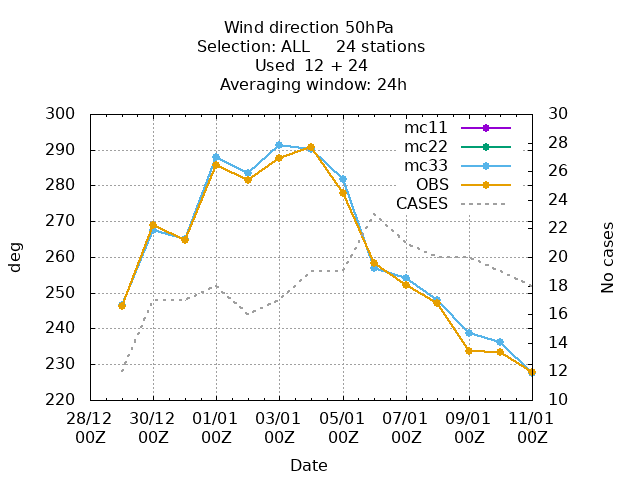 Wind direction 50hPa
Selection: ALL 24 stations
Used 12 + 24
Averaging window: 24h
300 30
290 28
280 26
270 24
260 22
250 20
240 18
230 16
220 14
12
10
mc11
mc22
mc33
OBS
CASES
deg
No cases
28/12 30/12 01/01 03/01 05/01 07/01 09/01 11/01
00Z 00Z 00Z 00Z 00Z 00Z 00Z 00Z
Date